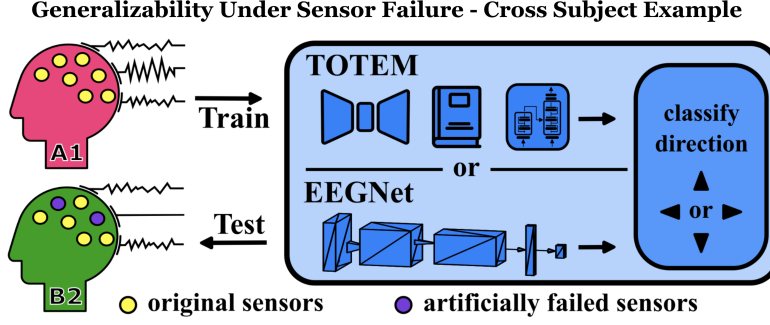 Generalizability Under Sensor Failure - Cross Subject Example
A1
Train
TOTEM
or
EEGNet
classify
direction
or
B2
Test
original sensors
artificially failed sensors